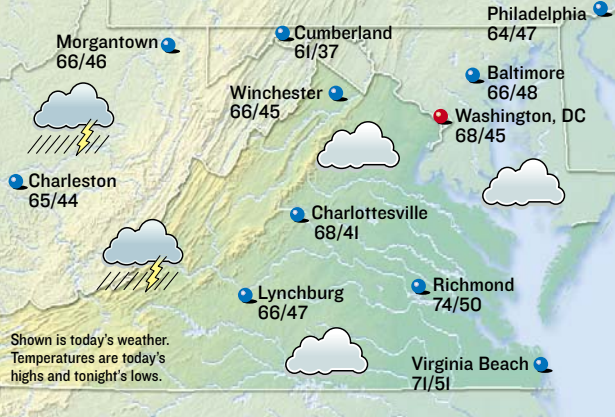 Philadelphia
64/47
Cumberland
61/37
Morgantown
66/46
Baltimore
66/48
Winchester
66/45
Washington, DC
68/45
Charleston
65/44
Charlottesville
68/41
Richmond
74/50
Lynchburg
66/47
Shown is today's weather.
Temperatures are today's
highs and tonight's lows.
Virginia Beach
71/51